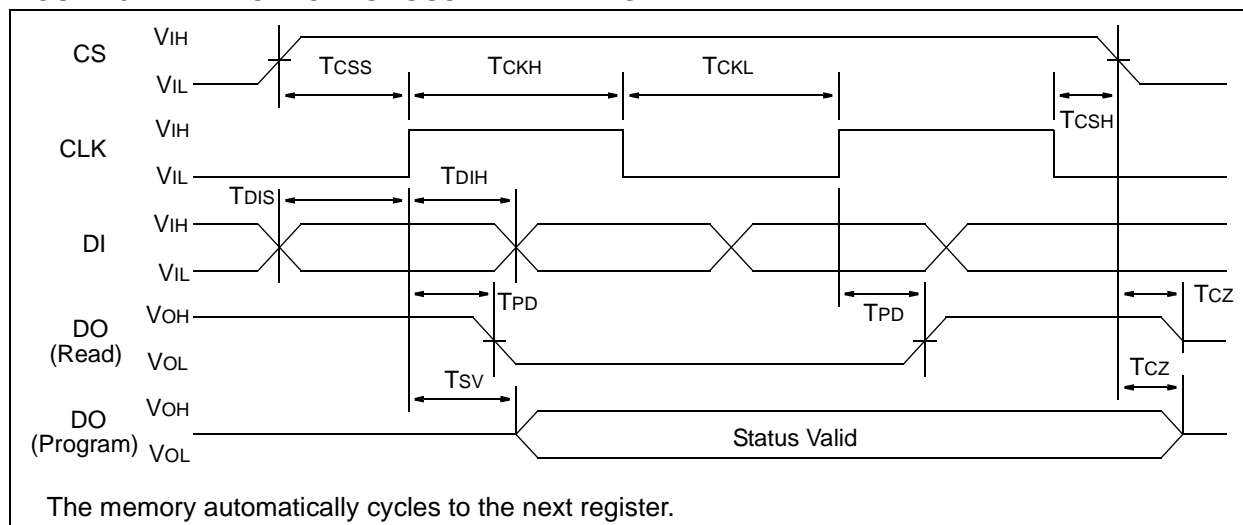 CS
VIH
VIL
TCSS
TCKH
TCKL
TCSH
CLK
VIH
VIL
TDIS
TDIH
DI
VIH
VIL
TPD
TPD
TCZ
DO
(Read)
VOH
VOL
TSV
TCZ
DO
(Program)
VOH
VOL
Status Valid
The memory automatically cycles to the next register.